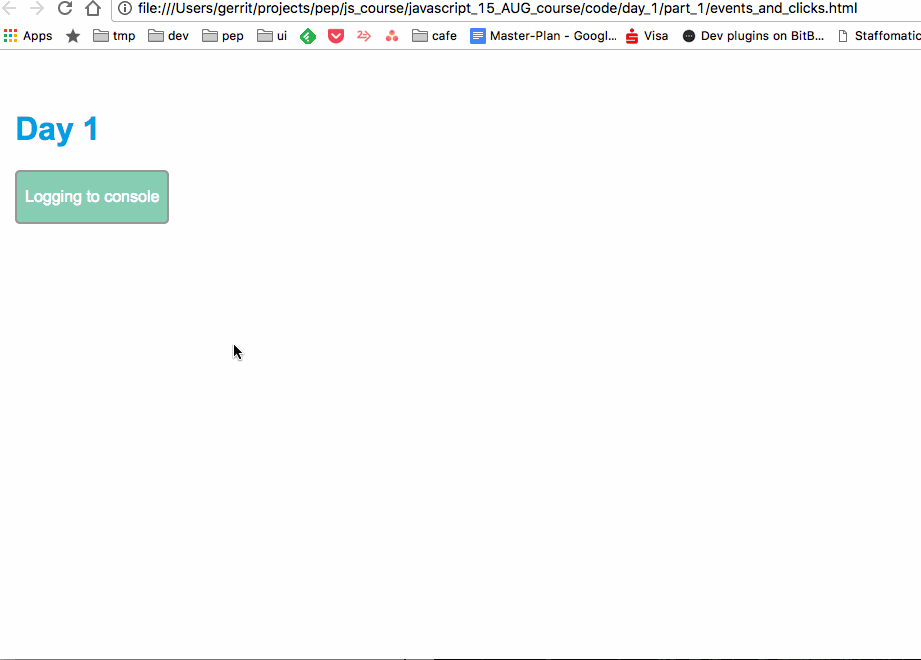 file:///Users/gerrit/projects/pep/js_course/javascript_15_AUG_course/code/day_1/part_1/events_and_clicks.html
Apps tmp dev pep ui cafe Master-Plan - Googl... Visa Dev plugins on BitB... Staffomatic
Day 1
Logging to console